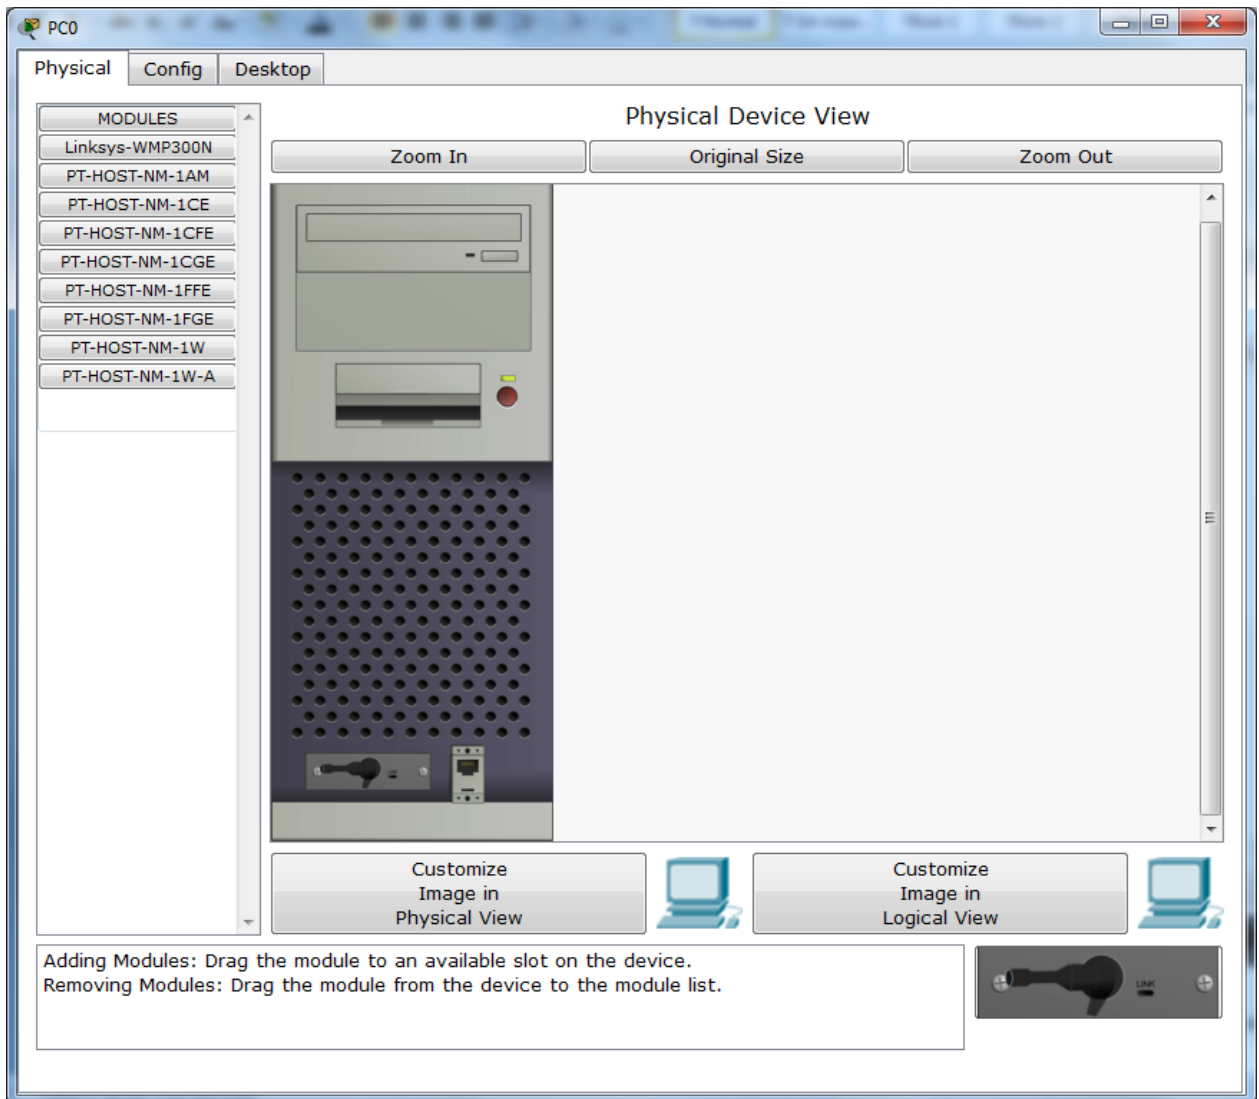 PC0
Physical Config Desktop
MODULES
Linksys-WMP300N
PT-HOST-NM-1AM
PT-HOST-NM-1CE
PT-HOST-NM-1CFE
PT-HOST-NM-1CGE
PT-HOST-NM-1FFE
PT-HOST-NM-1FGE
PT-HOST-NM-1W
PT-HOST-NM-1W-A
Physical Device View
Zoom In Original Size Zoom Out
Customize
Image in
Physical View
Customize
Image in
Logical View
Adding Modules: Drag the module to an available slot on the device.
Removing Modules: Drag the module from the device to the module list.
LINK